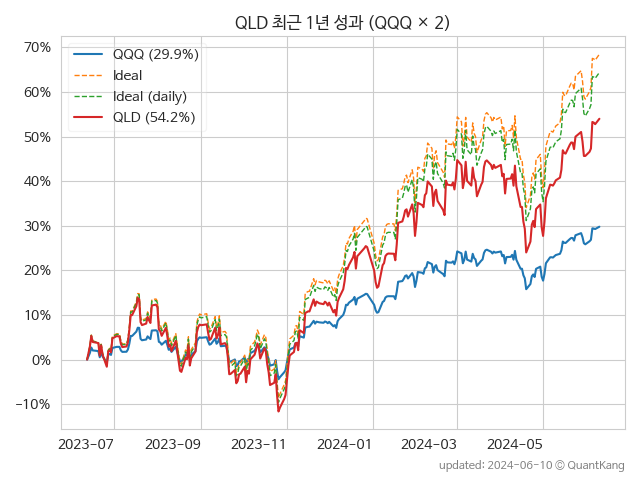 QLD 최근 1년 성과 (QQQ × 2)
70%
60%
50%
40%
30%
20%
10%
0%
−10%
QQQ (29.9%)
Ideal
Ideal (daily)
QLD (54.2%)
2023-07
2023-09
2023-11
2024-01
2024-03
2024-05
updated: 2024-06-10 © QuantKang